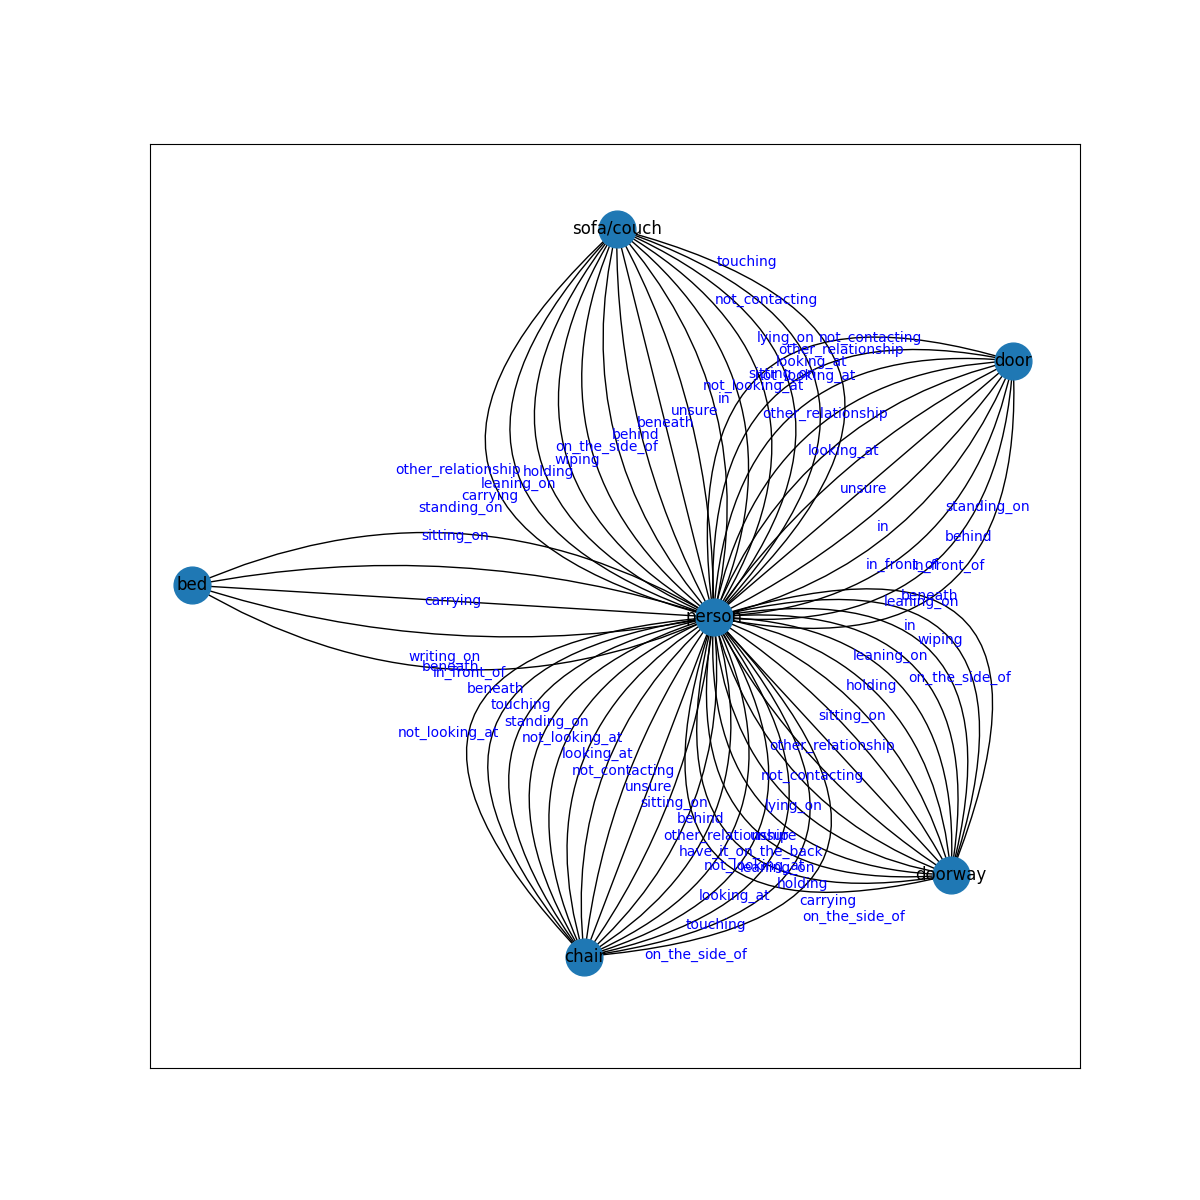 sofa/couch
touching
not_contacting
lying_on
not_contacting
other_relationship
door
looking_at
sitting_on
not_looking_at
not_looking_at
in
unsure
other_relationship
beneath
behind
on_the_side_of
looking_at
wiping
other_relationship
holding
leaning_on
unsure
carrying
standing_on
standing_on
in
sitting_on
behind
in_front_of
in_front_of
bed
beneath
carrying
leaning_on
person
in
wiping
writing_on
leaning_on
beneath
in_front_of
on_the_side_of
holding
beneath
touching
sitting_on
standing_on
not_looking_at
not_looking_at
other_relationship
looking_at
not_contacting
not_contacting
unsure
sitting_on
lying_on
behind
other_relationship
unsure
have_it_on_the_back
not_looking_at
leaning_on
doorway
holding
looking_at
carrying
on_the_side_of
touching
on_the_side_of
chair